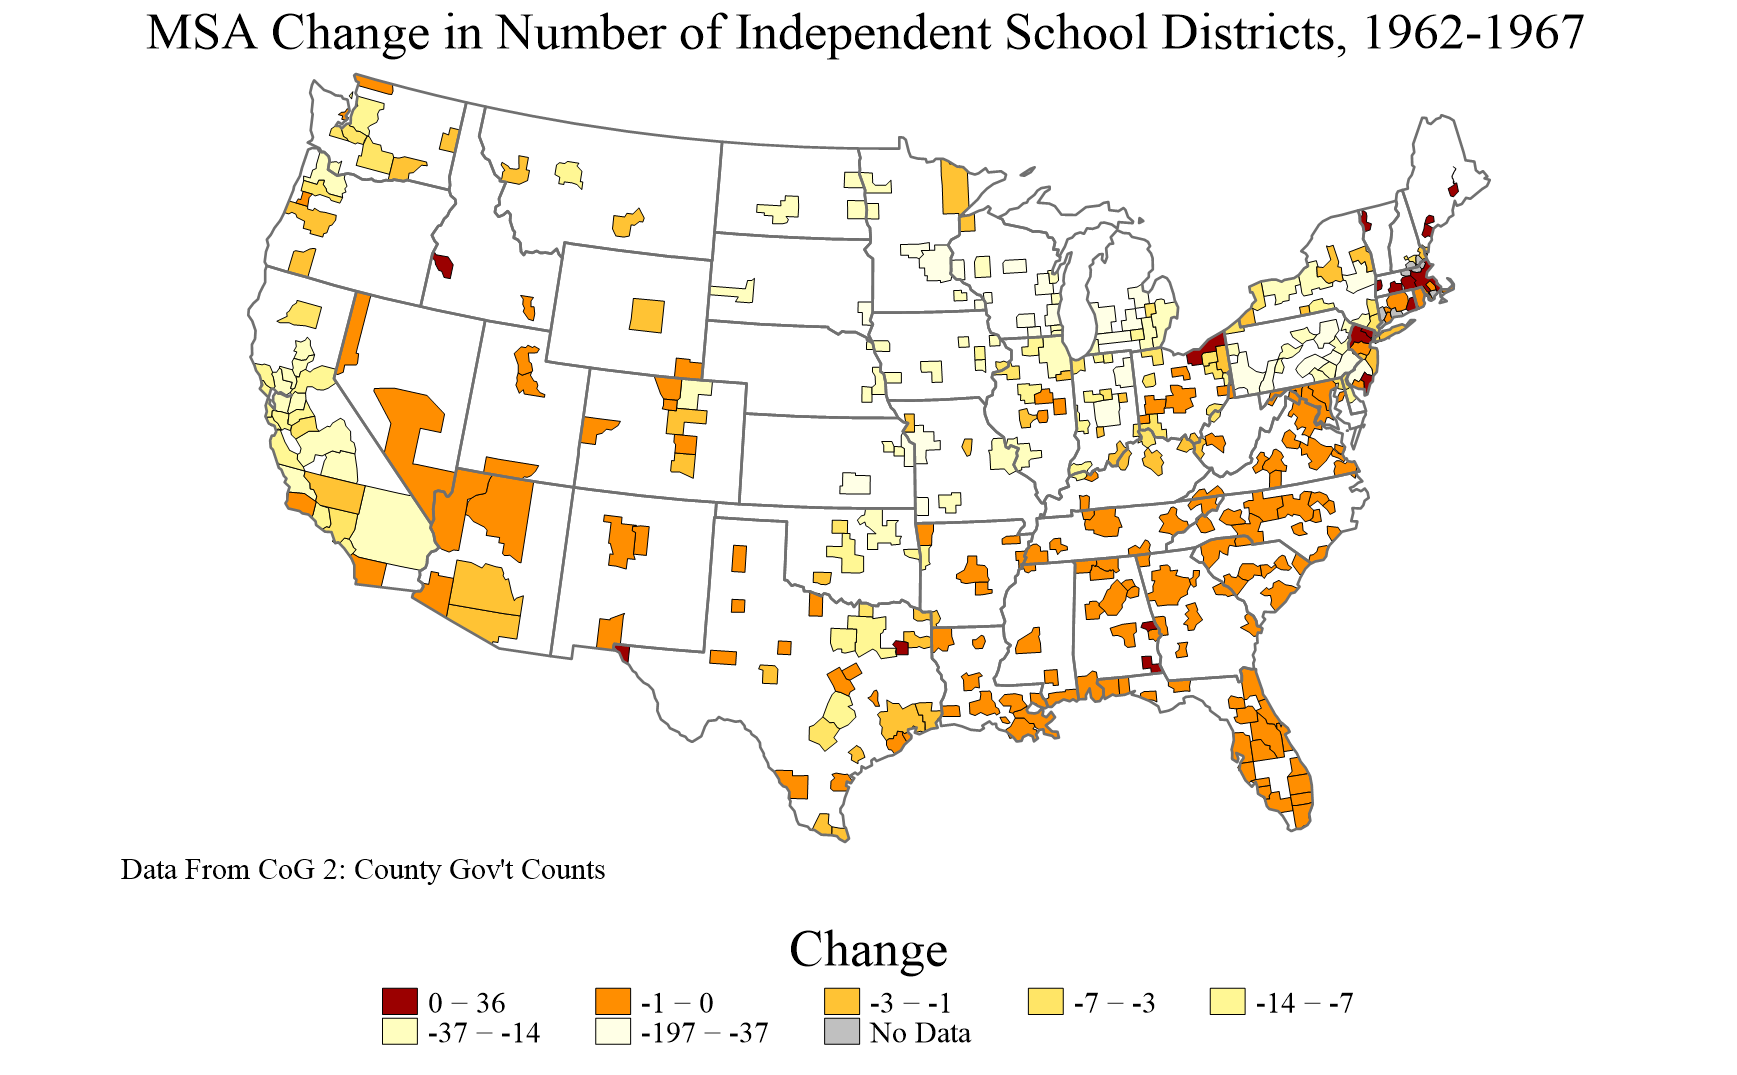 MSA Change in Number of Independent School Districts, 1962-1967
Data From CoG 2: County Gov't Counts
Change
0 − 36
-1 − 0
-3 − -1
-7 − -3
-14 − -7
-37 − -14
-197 − -37
No Data